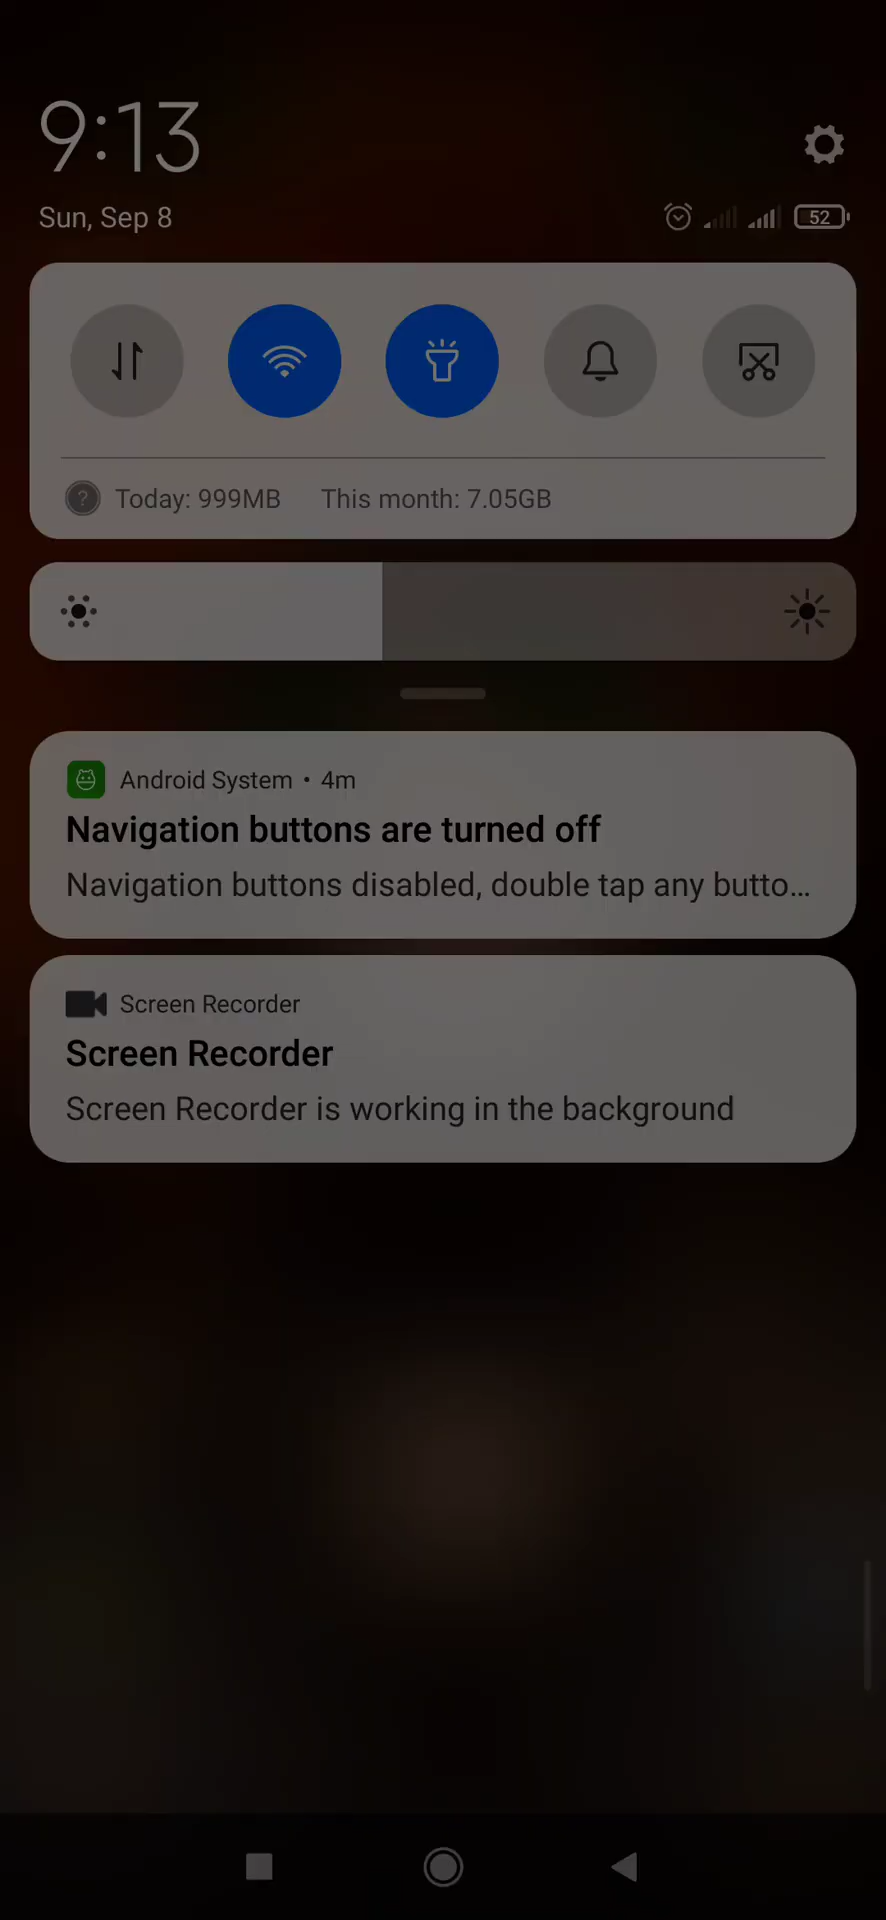 9:13
Sun, Sep 8
52
? Today: 999MB This month: 7.05GB
Android System • 4m
Navigation buttons are turned off
Navigation buttons disabled, double tap any butto...
Screen Recorder
Screen Recorder
Screen Recorder is working in the background